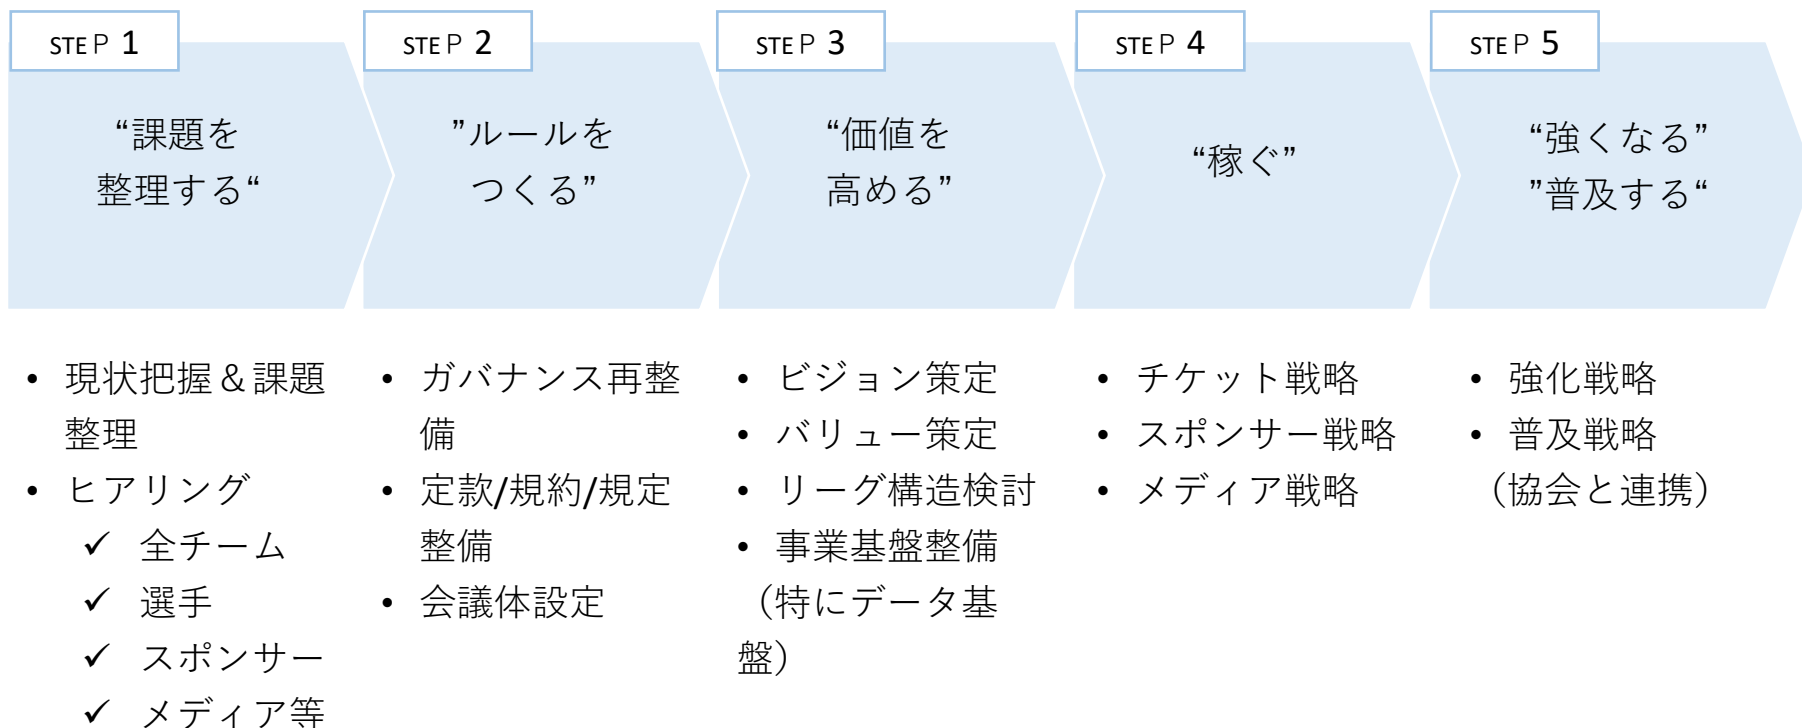 STEP 1
“課題を
整理する“
• 現状把握＆課題
整理
• ヒアリング
✓ 全チーム
✓ 選手
✓ スポンサー
✓ メディア等
STEP 2
”ルールを
つくる”
• ガバナンス再整
備
• 定款/規約/規定
整備
• 会議体設定
STEP 3
“価値を
高める”
• ビジョン策定
• バリュー策定
• リーグ構造検討
• 事業基盤整備
（特にデータ基
盤）
STEP 4
“稼ぐ”
• チケット戦略
• スポンサー戦略
• メディア戦略
STEP 5
“強くなる”
”普及する“
• 強化戦略
• 普及戦略
（協会と連携）